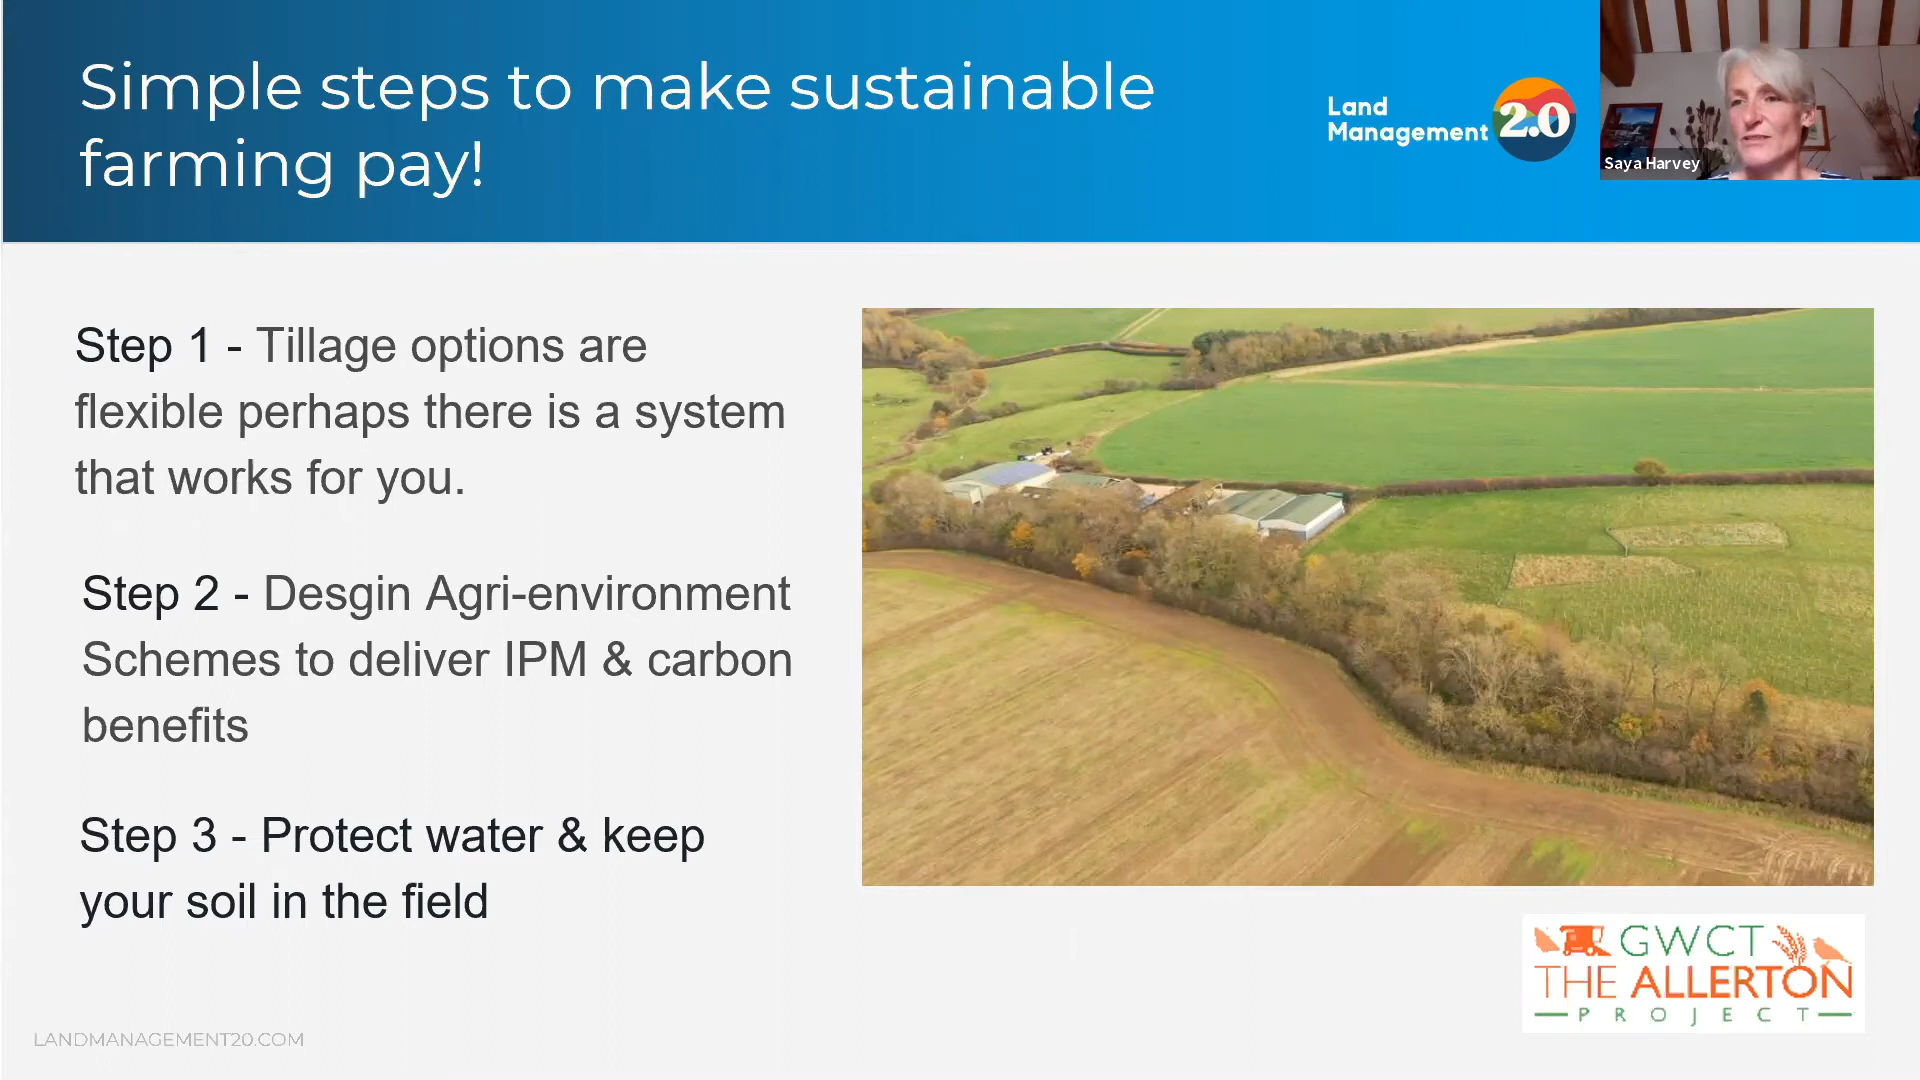 Simple steps to make sustainable
farming pay!
Land
Management
2.0
Saya Harvey
Step 1 - Tillage options are
flexible perhaps there is a system
that works for you.
Step 2 - Desgin Agri-environment
Schemes to deliver IPM & carbon
benefits
Step 3 - Protect water & keep
your soil in the field
GWCT
THE ALLERTON
PROJECT
LANDMANAGEMENT20.COM